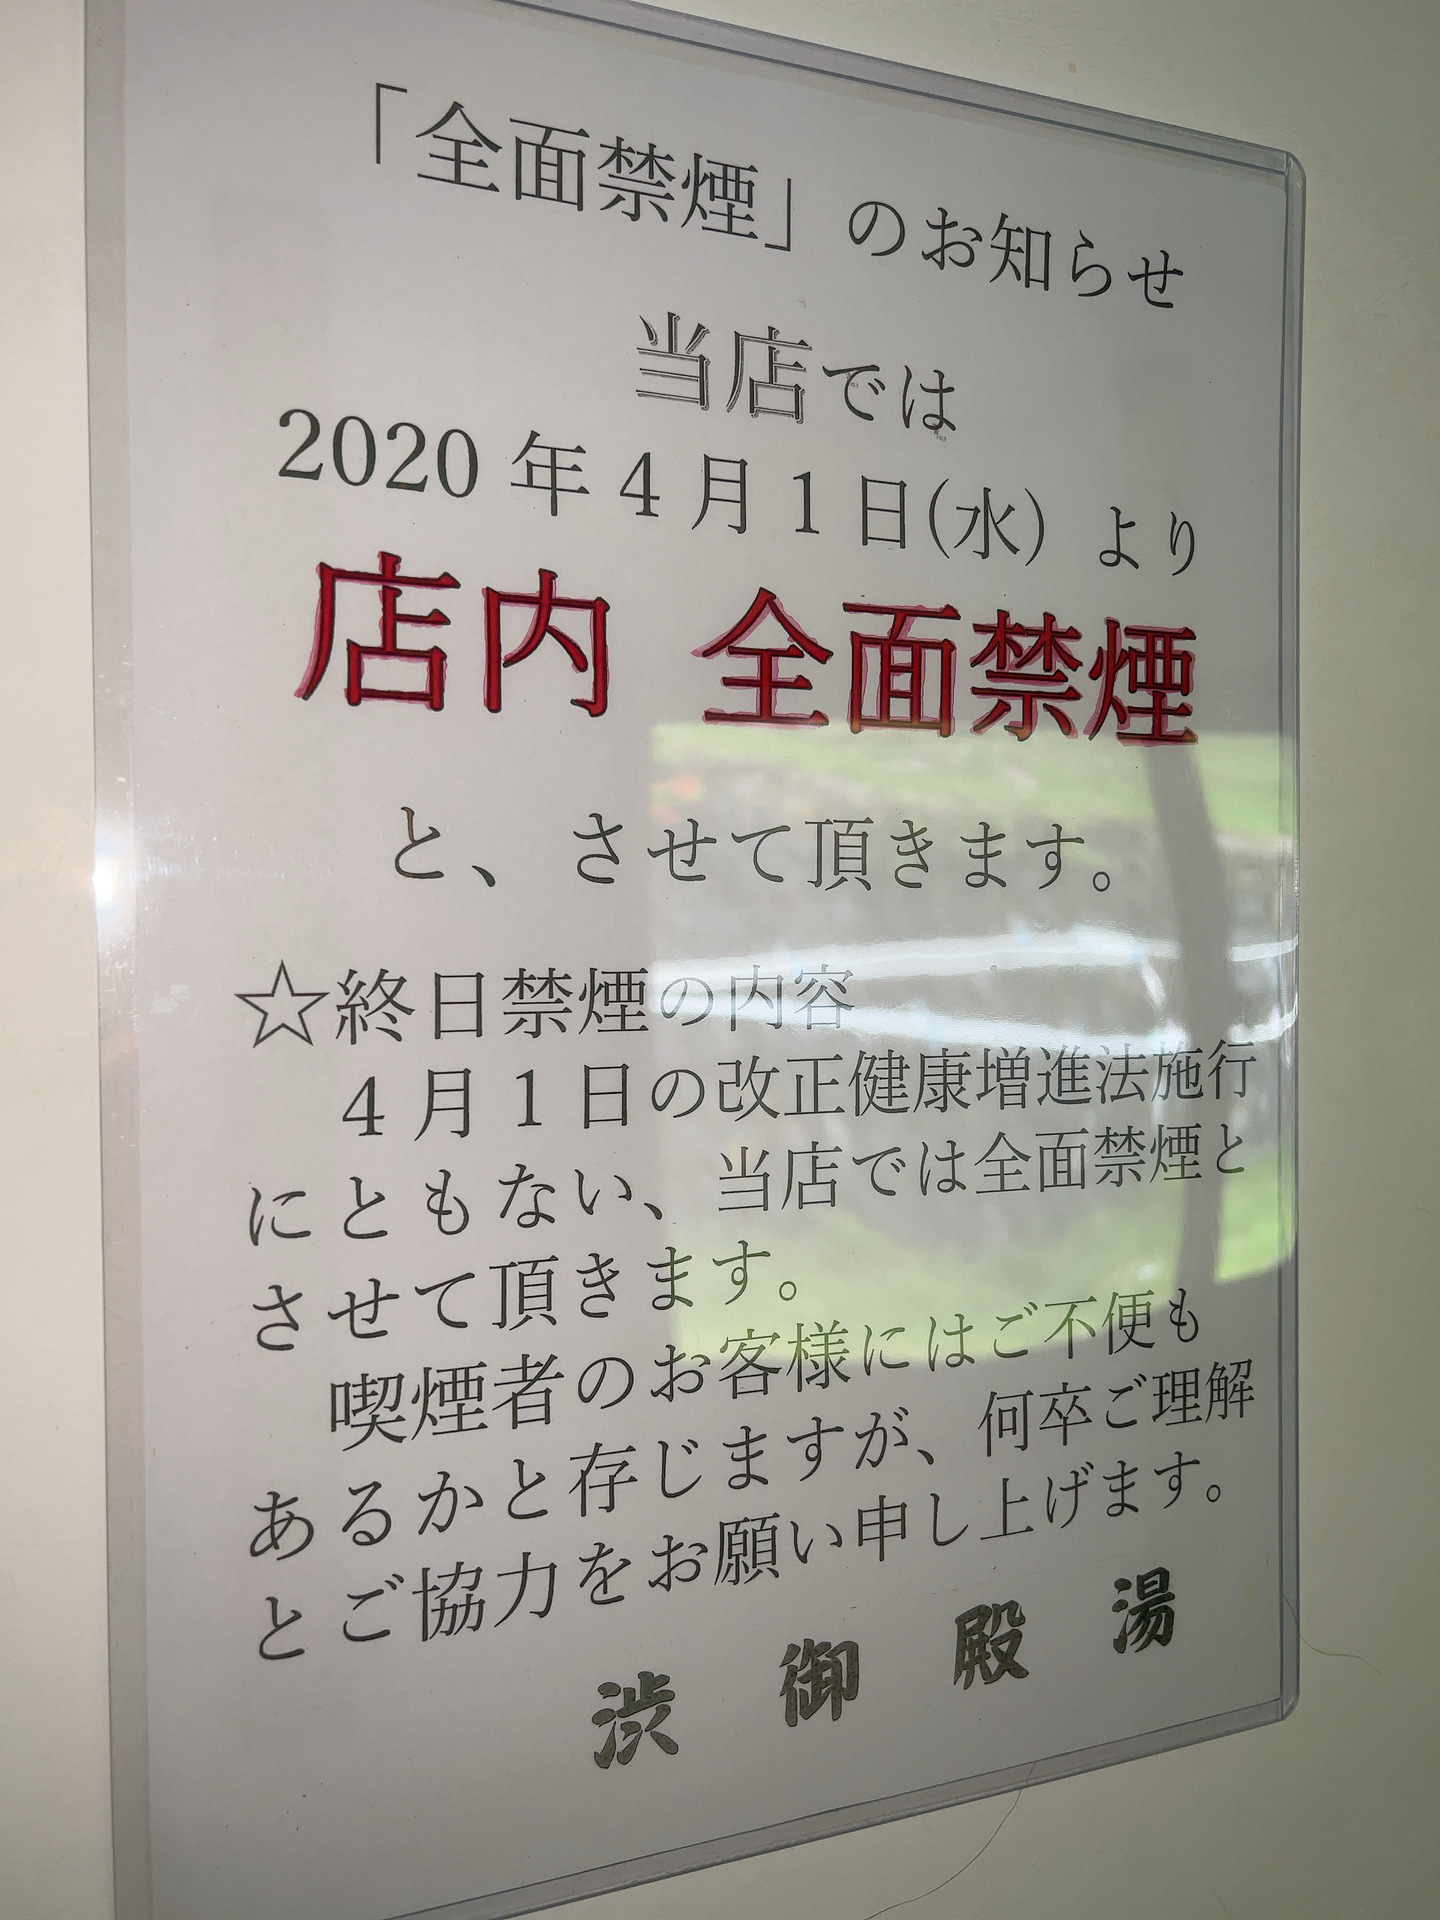 「全面禁煙」のお知らせ
当店では
2020年4月1日(水)より
店内 全面禁煙
と、させて頂きます。
☆終日禁煙の内容
4月1日の改正健康増進法施行
にともない、当店では全面禁煙と
させて頂きます。
喫煙者のお客様にはご不便も
あるかと存じますが、何卒ご理解
とご協力をお願い申し上げます。
渋 御 殿 湯